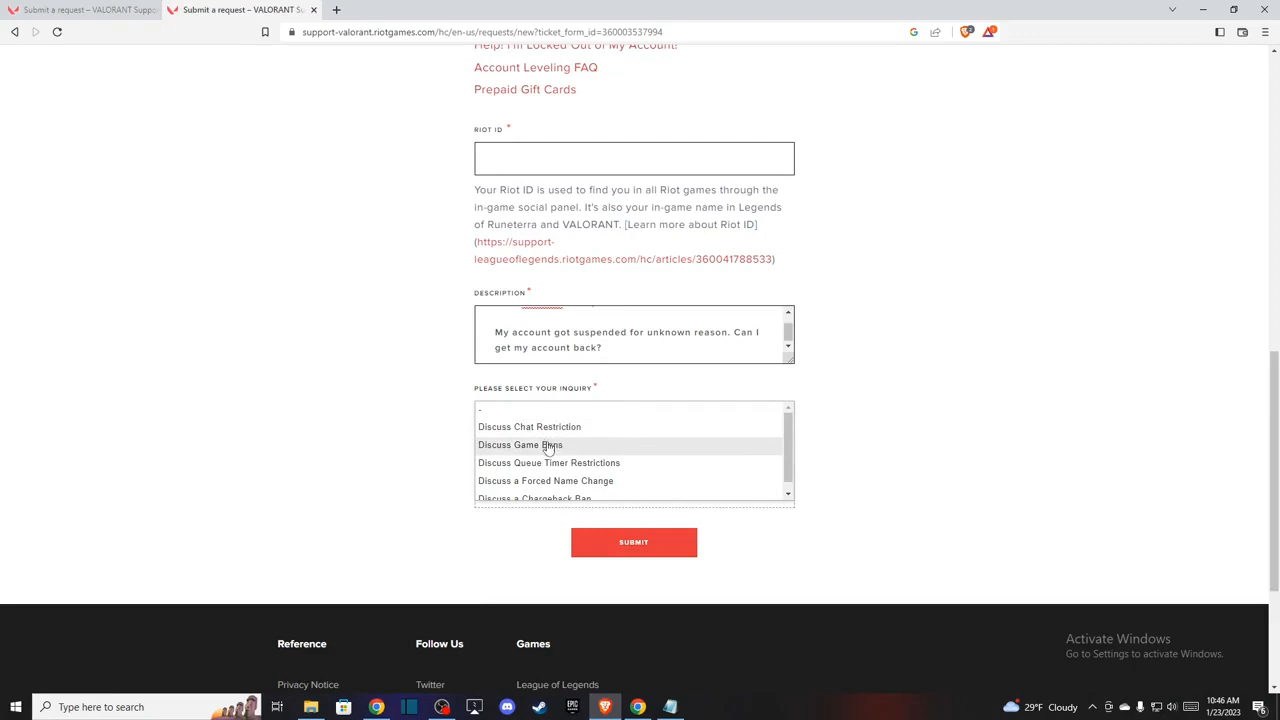 Submit a request – VALORANT Suppo
Submit a request – VALORANT S
support-valorant.riotgames.com/hc/en-us/requests/new?ticket_form_id=360003537994
Help! I'm Locked Out of My Account!
Account Leveling FAQ
Prepaid Gift Cards
RIOT ID *
Your Riot ID is used to find you in all Riot games through the
in-game social panel. It's also your in-game name in Legends
of Runeterra and VALORANT. [Learn more about Riot ID]
(https://support-
leagueoflegends.riotgames.com/hc/articles/360041788533)
DESCRIPTION *
My account got suspended for unknown reason. Can I
get my account back?
PLEASE SELECT YOUR INQUIRY *
-
Discuss Chat Restriction
Discuss Game Bans
Discuss Queue Timer Restrictions
Discuss a Forced Name Change
Discuss a Chargeback Ban
SUBMIT
Reference
Follow Us
Games
Activate Windows
Go to Settings to activate Windows.
Privacy Notice
Twitter
League of Legends
Type here to search
29°F Cloudy
10:46 AM
1/23/2023